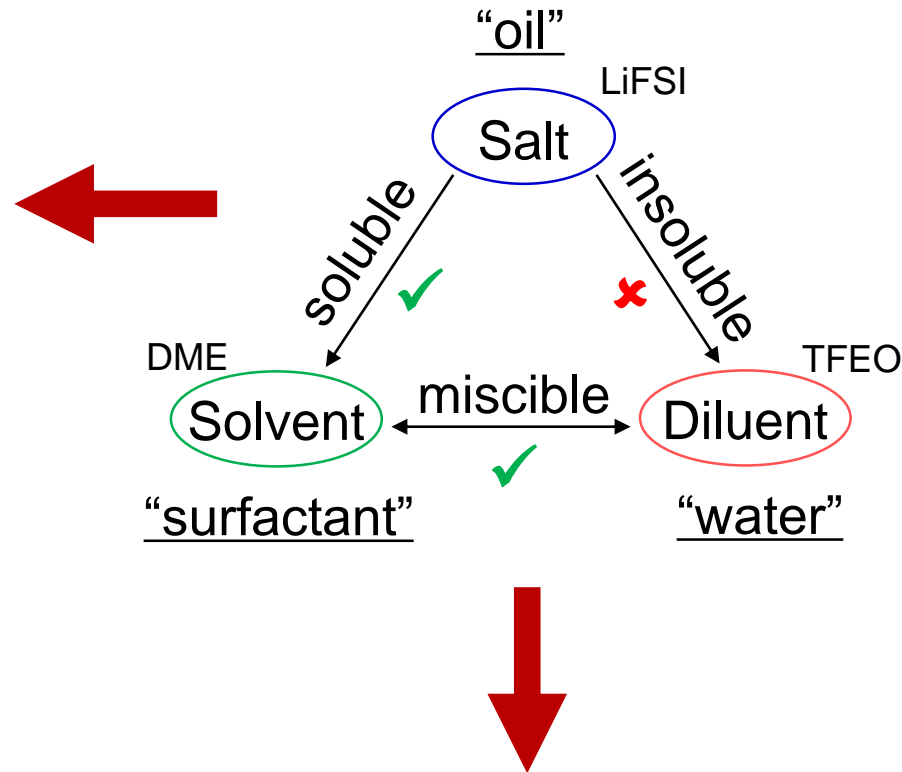 “oil”
LiFSI
Salt
soluble
insoluble
DME
TFEO
Solvent
miscible
Diluent
“surfactant”
“water”